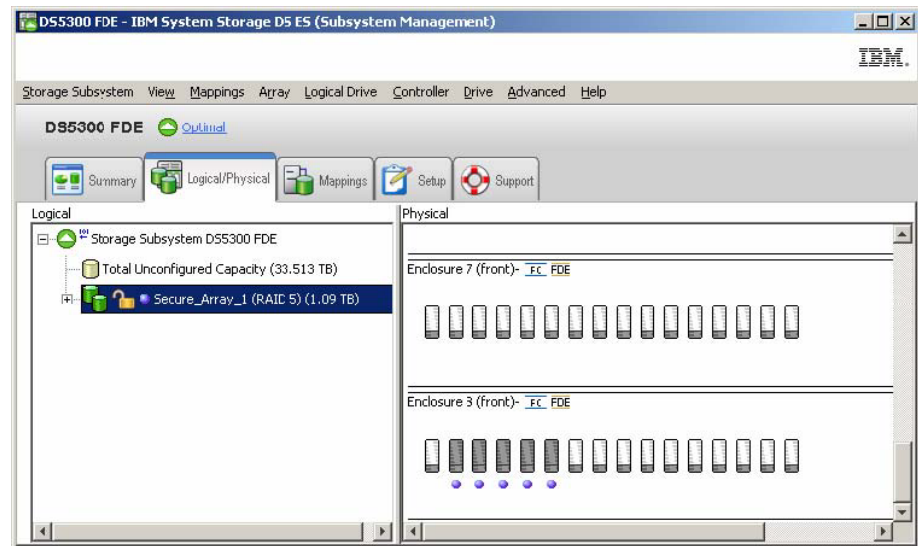 DS5300 FDE - IBM System Storage DS ES (Subsystem Management)
IBM.
Storage Subsystem View Mappings Array Logical Drive Controller Drive Advanced Help
DS5300 FDE Optimal
Summary Logical/Physical Mappings Setup Support
Logical
Storage Subsystem DS5300 FDE
Total Unconfigured Capacity (33.513 TB)
Secure_Array_1 (RAID 5) (1.09 TB)
Physical
Enclosure 7 (front)- FC FDE
Enclosure 3 (front)- FC FDE